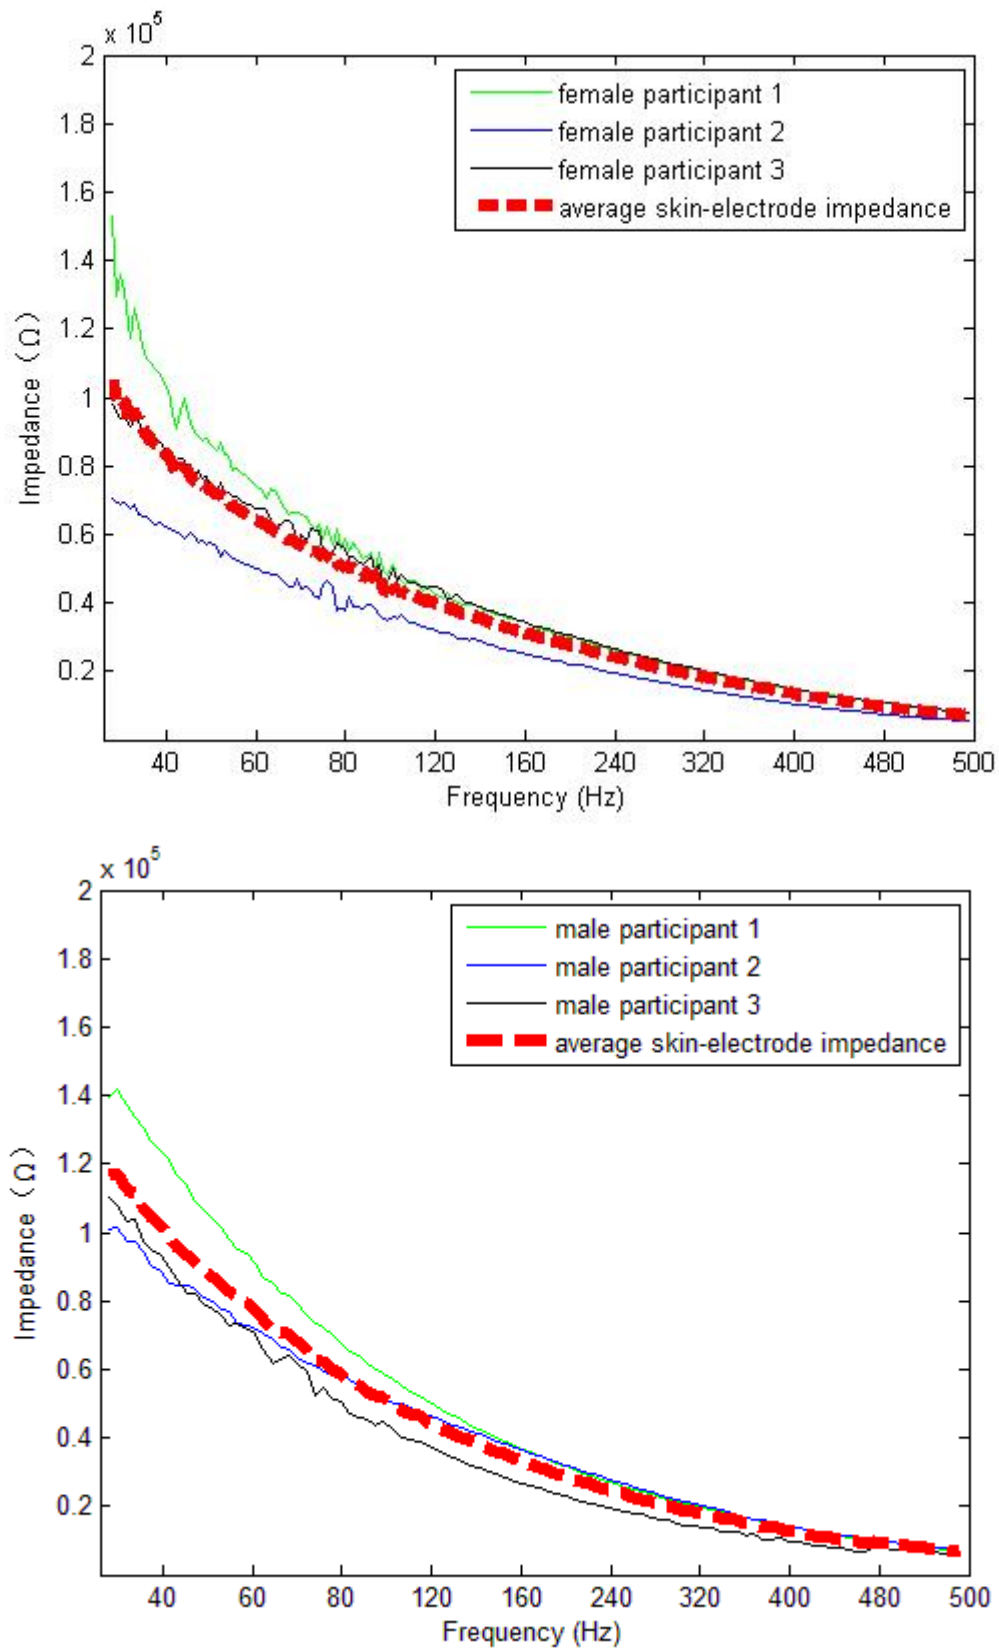 x 10^5
2
1.8
1.6
1.4
1.2
1
0.8
0.6
0.4
0.2
Impedance (Ω)
female participant 1
female participant 2
female participant 3
average skin-electrode impedance
40 60 80 120 160 240 320 400 480 500
Frequency (Hz)
x 10^5
2
1.8
1.6
1.4
1.2
1
0.8
0.6
0.4
0.2
Impedance (Ω)
male participant 1
male participant 2
male participant 3
average skin-electrode impedance
40 60 80 120 160 240 320 400 480 500
Frequency (Hz)